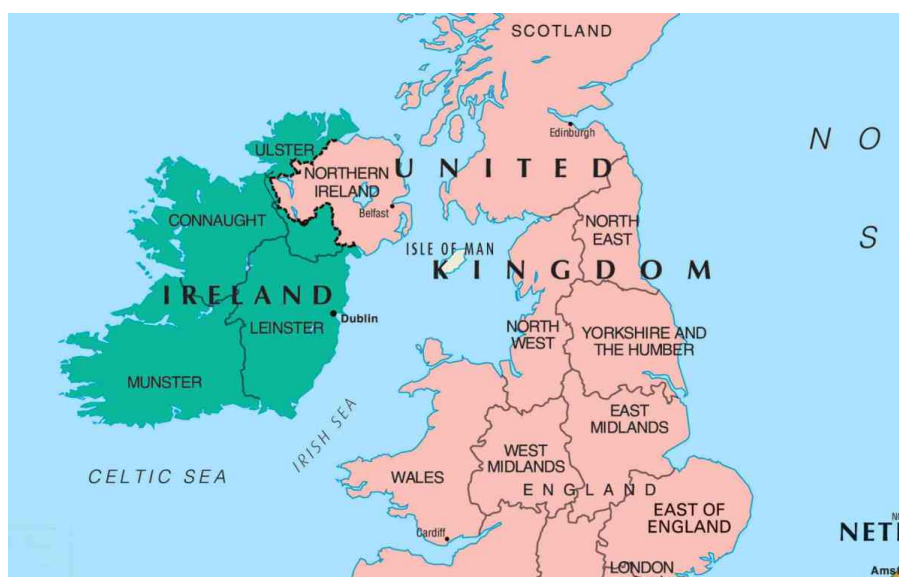 SCOTLAND
Edinburgh
N O
ULSTER
NORTHERN
IRELAND
UNITED
Belfast
CONNAUGHT
NORTH
EAST
S
ISLE OF MAN
KINGDOM
IRELAND
Dublin
LEINSTER
NORTH
WEST
YORKSHIRE AND
THE HUMBER
MUNSTER
IRISH SEA
EAST
MIDLANDS
WEST
MIDLANDS
CELTIC SEA
WALES
ENGLAND
EAST OF
ENGLAND
Cardiff
LONDON